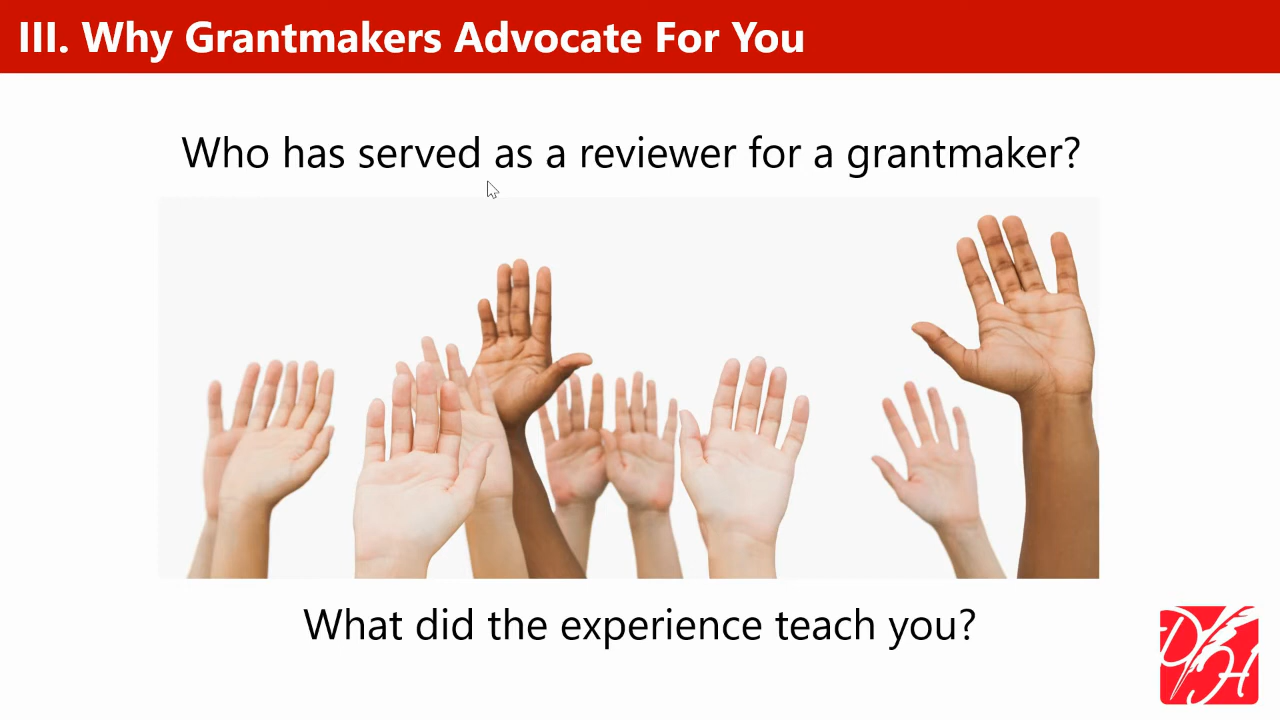 III. Why Grantmakers Advocate For You
Who has served as a reviewer for a grantmaker?
What did the experience teach you?
DH